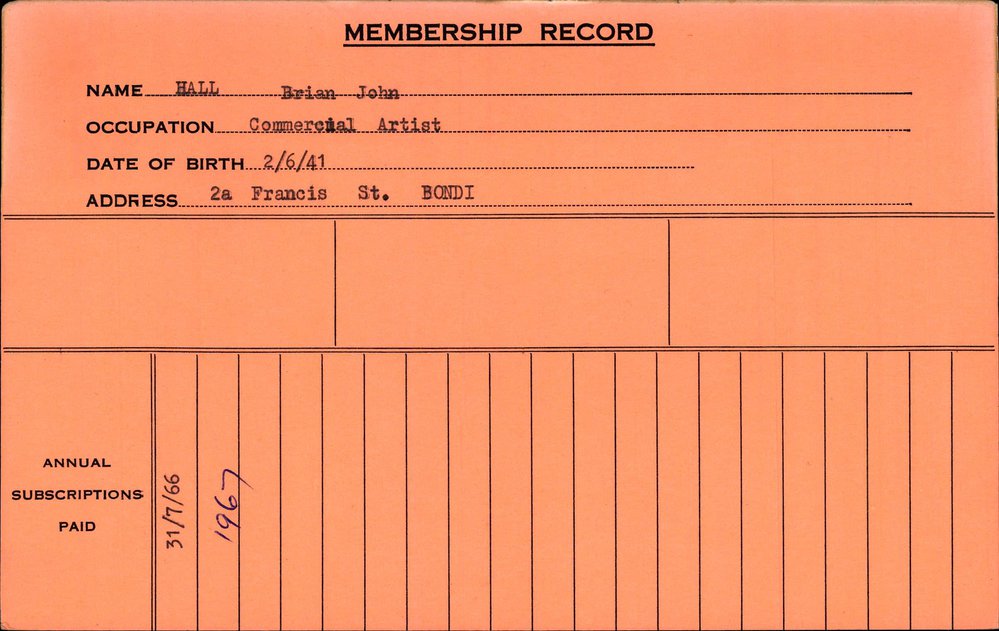 MEMBERSHIP RECORD
NAME HALL Brian John
OCCUPATION Commercial Artist
DATE OF BIRTH 2/6/41
ADDRESS 2a Francis St. BONDI
ANNUAL
SUBSCRIPTIONS
PAID
31/7/66
1967